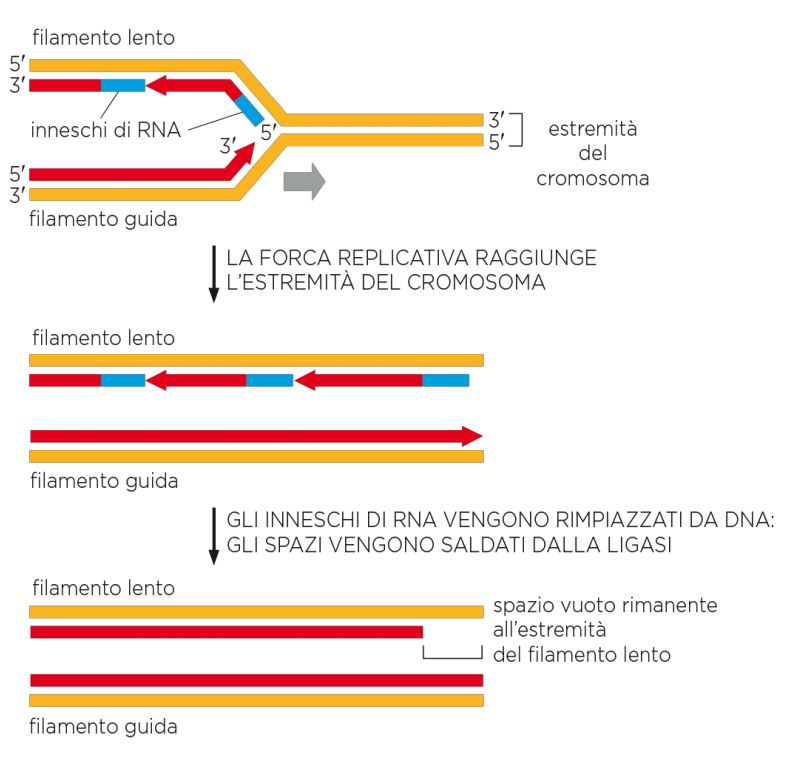 filamento lento
5′
3′
inneschi di RNA
5′
3′
3′
5′
estremità
del
cromosoma
5′
3′
filamento guida
LA FORCA REPLICATIVA RAGGIUNGE
L'ESTREMITÀ DEL CROMOSOMA
filamento lento
filamento guida
GLI INNESCHI DI RNA VENGONO RIMPIAZZATI DA DNA:
GLI SPAZI VENGONO SALDATI DALLA LIGASI
filamento lento
spazio vuoto rimanente
all'estremità
del filamento lento
filamento guida